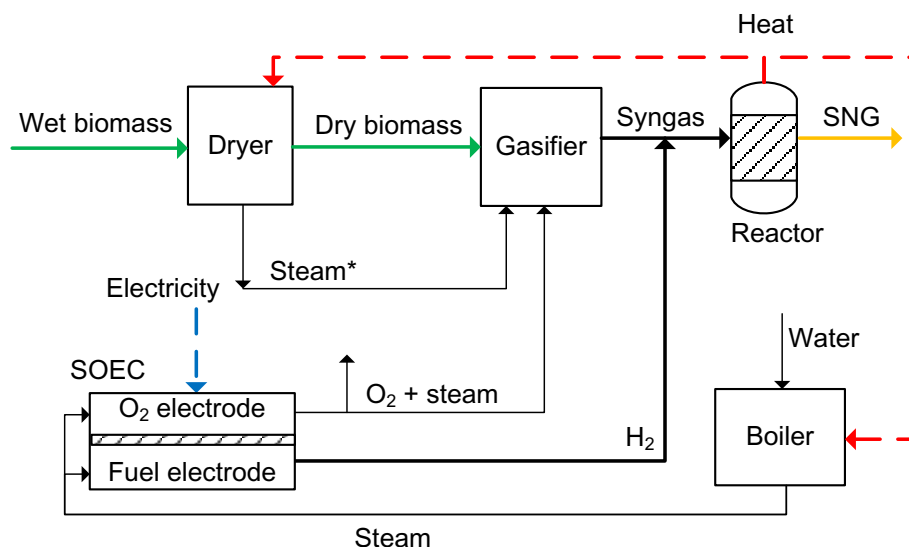 Heat
Wet biomass
Dryer
Dry biomass
Gasifier
Syngas
SNG
Reactor
Steam*
Electricity
Water
SOEC
O₂ electrode
O₂ + steam
H₂
Boiler
Fuel electrode
Steam